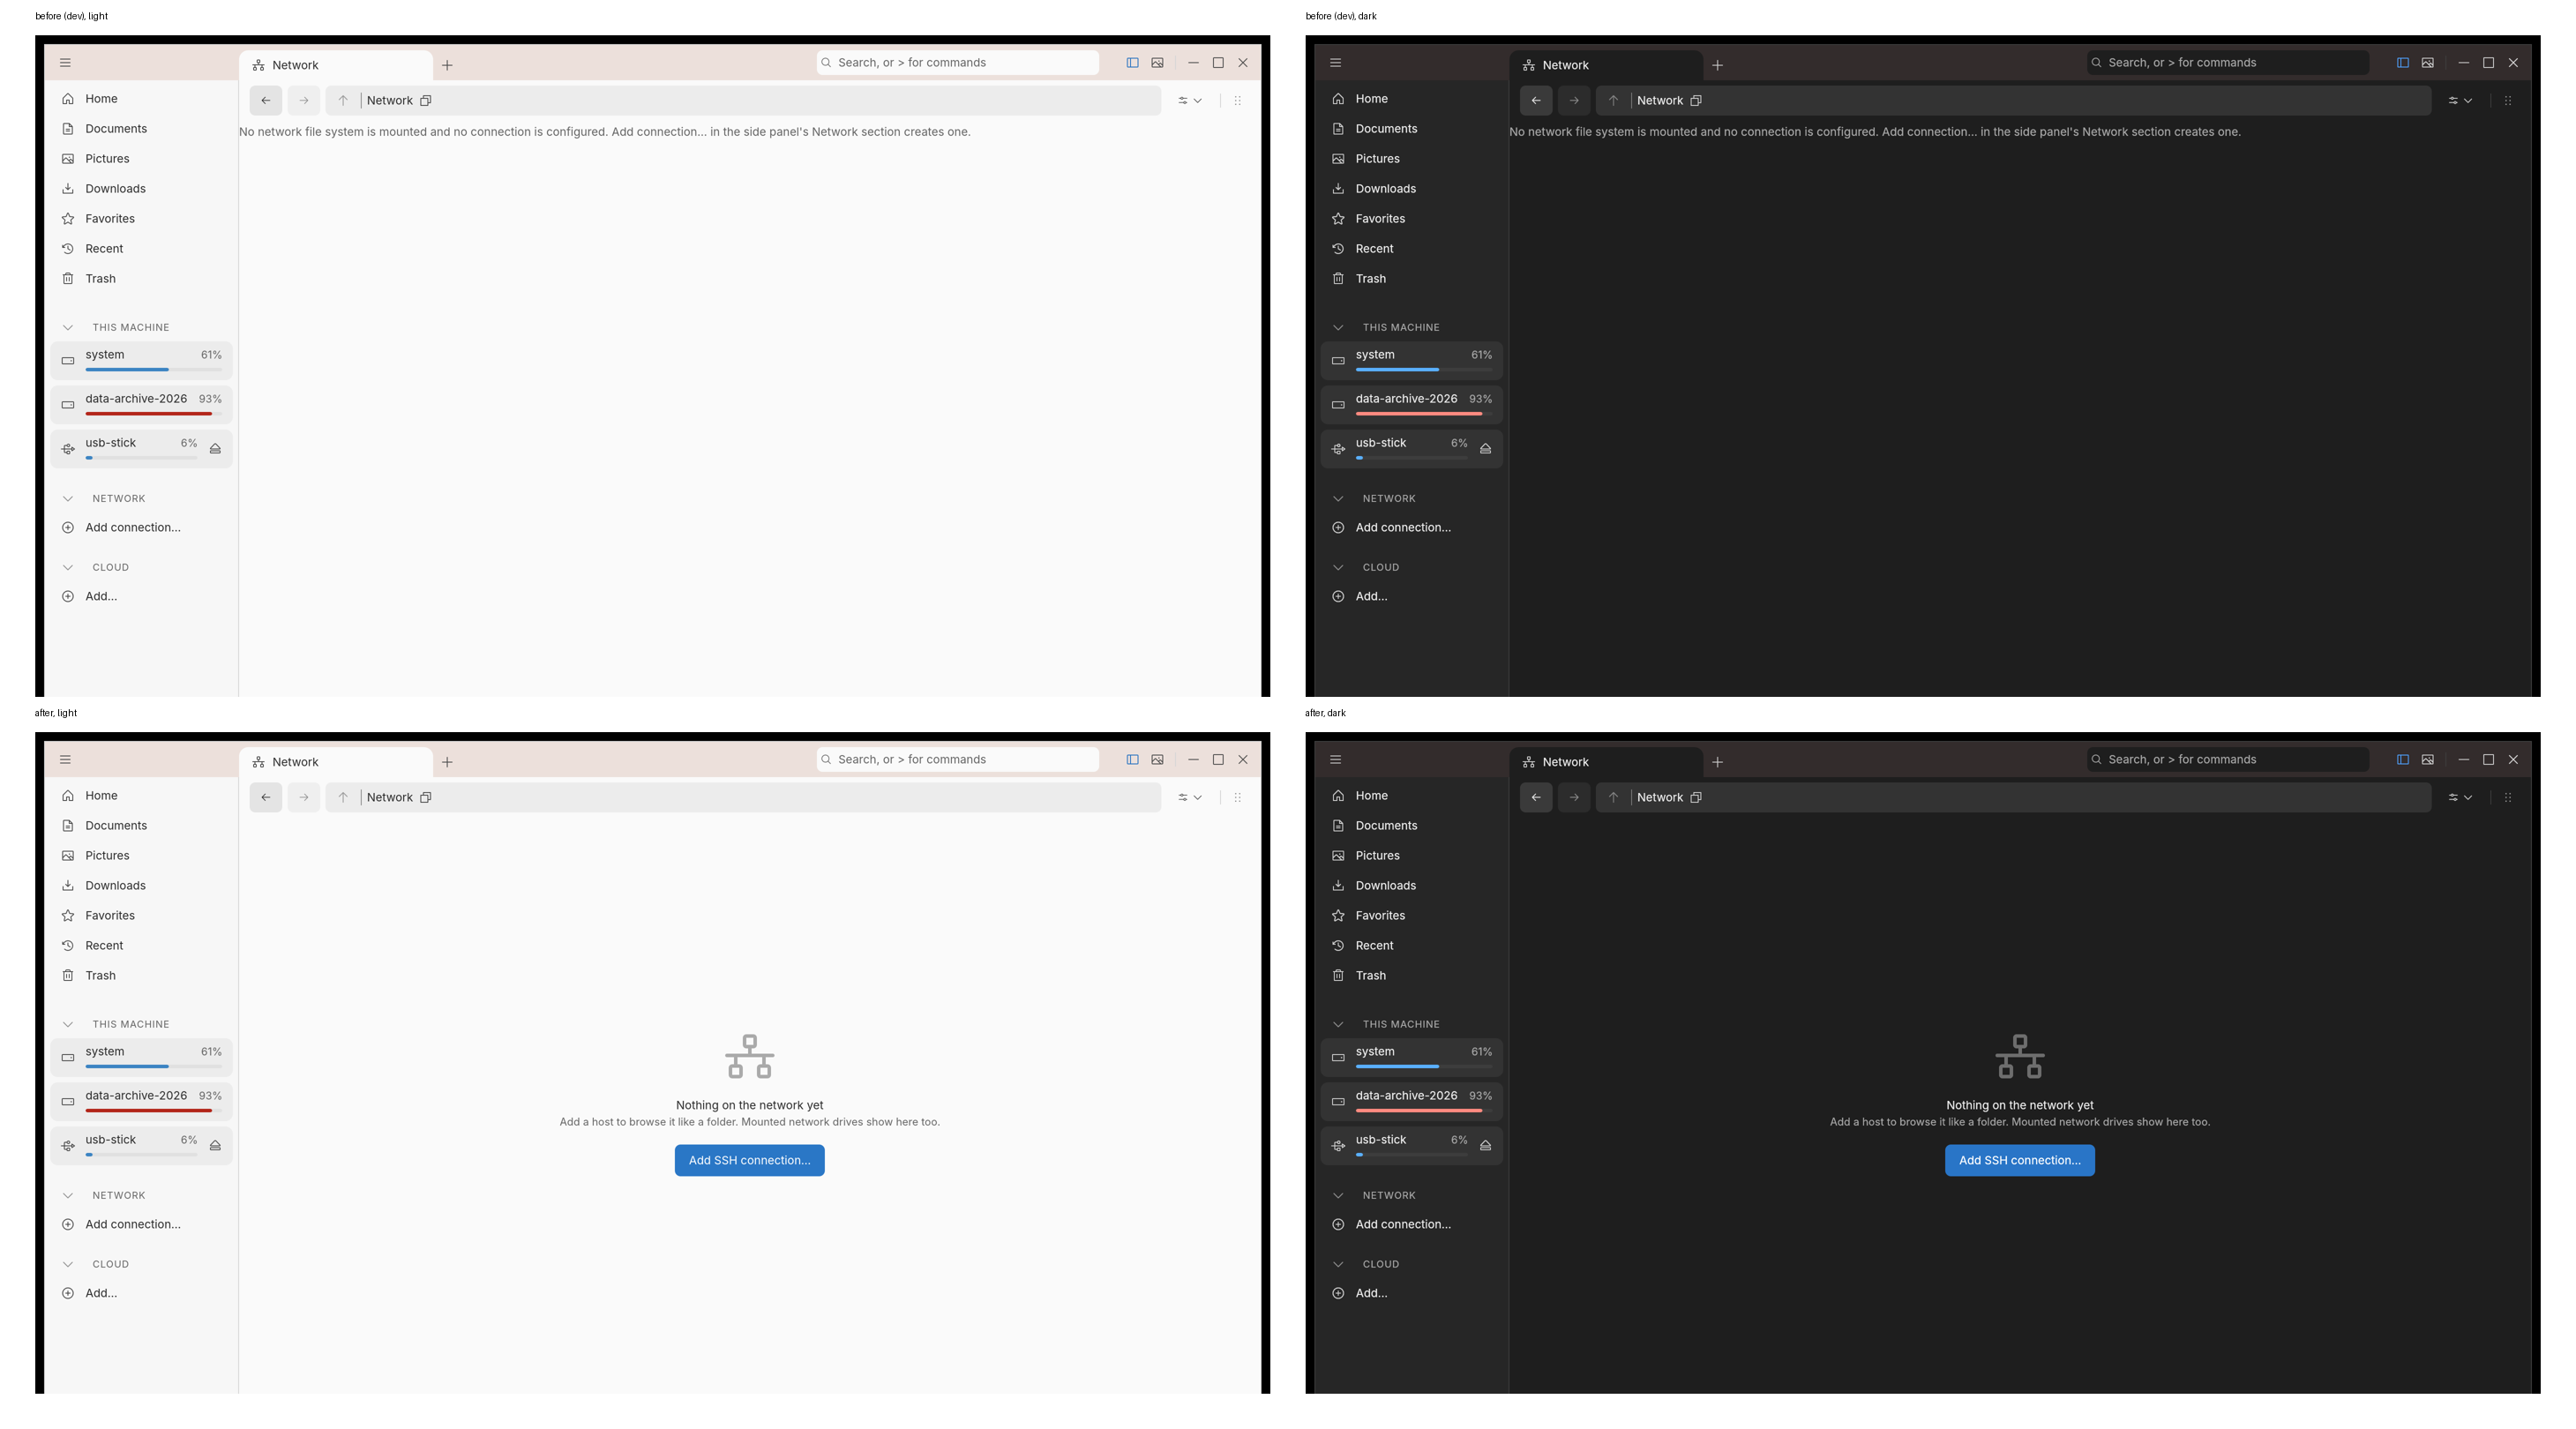 before (dev), light
Network
Search, or > for commands
Home
Network
Documents
No network file system is mounted and no connection is configured. Add connection... in the side panel's Network section creates one.
Pictures
Downloads
Favorites
Recent
Trash
THIS MACHINE
system 61%
data-archive-2026 93%
usb-stick 6%
NETWORK
Add connection...
CLOUD
Add...
before (dev), dark
Network
Search, or > for commands
Home
Network
Documents
No network file system is mounted and no connection is configured. Add connection... in the side panel's Network section creates one.
Pictures
Downloads
Favorites
Recent
Trash
THIS MACHINE
system 61%
data-archive-2026 93%
usb-stick 6%
NETWORK
Add connection...
CLOUD
Add...
after, light
Network
Search, or > for commands
Home
Network
Documents
Pictures
Downloads
Favorites
Recent
Trash
THIS MACHINE
system 61%
data-archive-2026 93%
usb-stick 6%
NETWORK
Add connection...
CLOUD
Add...
Nothing on the network yet
Add a host to browse it like a folder. Mounted network drives show here too.
Add SSH connection...
after, dark
Network
Search, or > for commands
Home
Network
Documents
Pictures
Downloads
Favorites
Recent
Trash
THIS MACHINE
system 61%
data-archive-2026 93%
usb-stick 6%
NETWORK
Add connection...
CLOUD
Add...
Nothing on the network yet
Add a host to browse it like a folder. Mounted network drives show here too.
Add SSH connection...